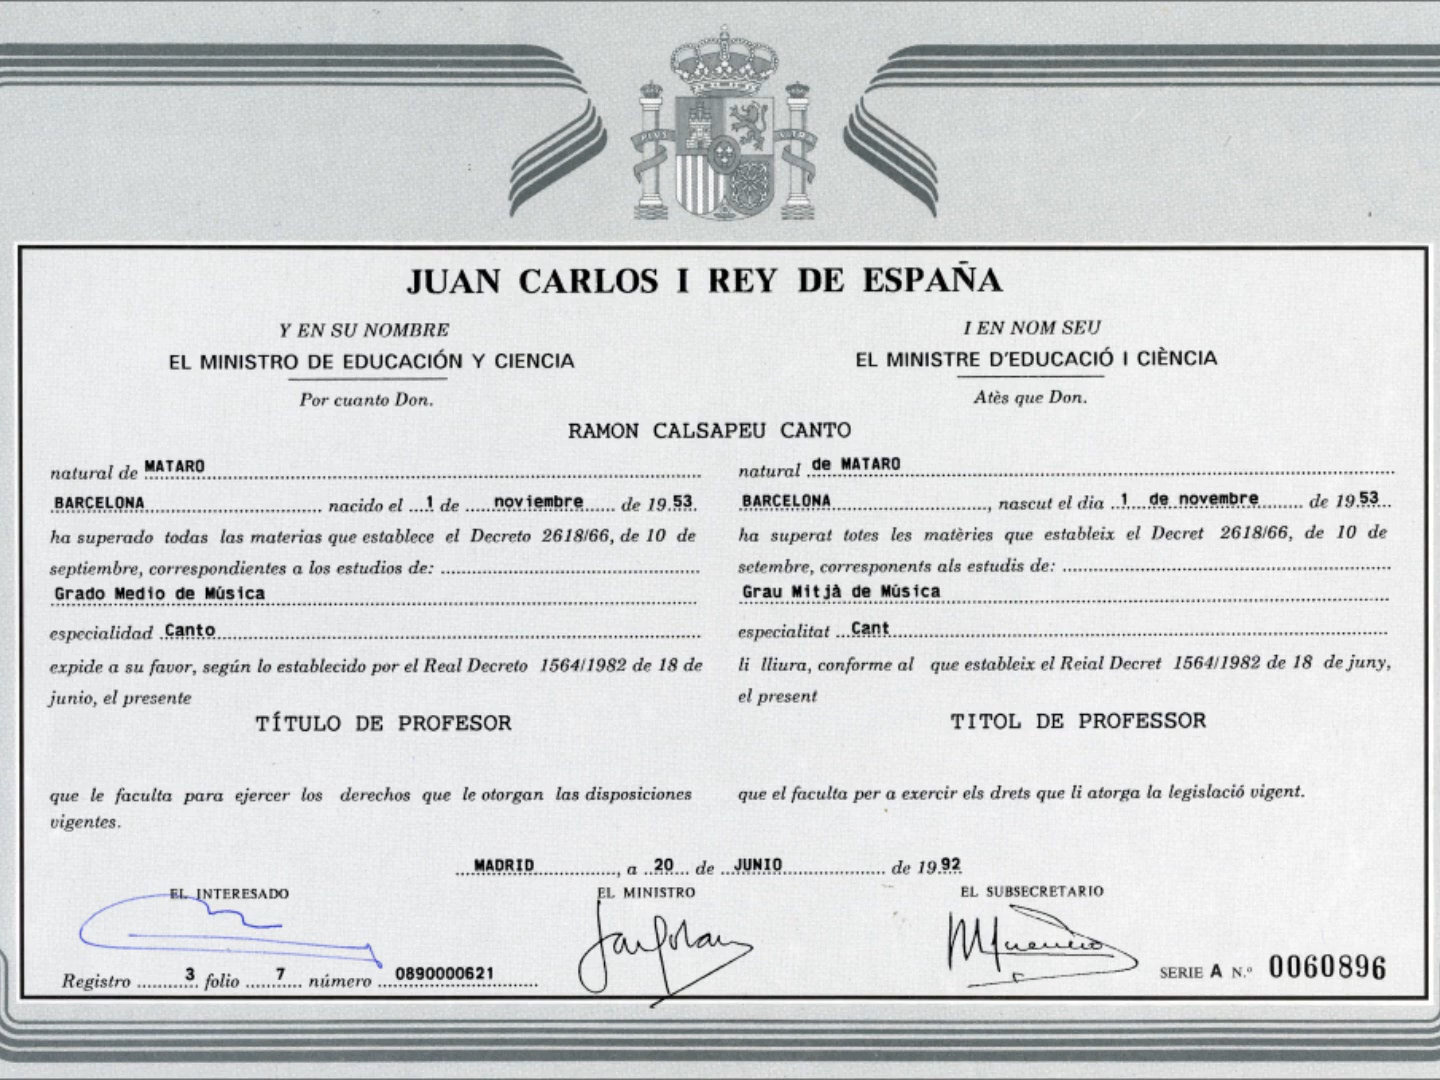 PLUS ULTRA
JUAN CARLOS I REY DE ESPAÑA
Y EN SU NOMBRE
EL MINISTRO DE EDUCACIÓN Y CIENCIA
Por cuanto Don.
I EN NOM SEU
EL MINISTRE D'EDUCACIÓ I CIÈNCIA
Atès que Don.
RAMON CALSAPEU CANTO
natural de MATARO
BARCELONA nacido el 1 de noviembre de 1953
ha superado todas las materias que establece el Decreto 2618/66, de 10 de
septiembre, correspondientes a los estudios de:
Grado Medio de Música
especialidad Canto
expide a su favor, según lo establecido por el Real Decreto 1564/1982 de 18 de
junio, el presente
TÍTULO DE PROFESOR
que le faculta para ejercer los derechos que le otorgan las disposiciones
vigentes.
natural de MATARO
BARCELONA, nascut el dia 1 de novembre de 1953
ha superat totes les matèries que estableix el Decret 2618/66, de 10 de
setembre, corresponents als estudis de:
Grau Mitjà de Música
especialitat Cant
li lliura, conforme al que estableix el Reial Decret 1564/1982 de 18 de juny,
el present
TITOL DE PROFESSOR
que el faculta per a exercir els drets que li atorga la legislació vigent.
MADRID, a 20 de JUNIO de 1992
EL INTERESADO
EL MINISTRO
EL SUBSECRETARIO
Registro 3 folio 7 número 0890000621
SERIE A N.º 0060896